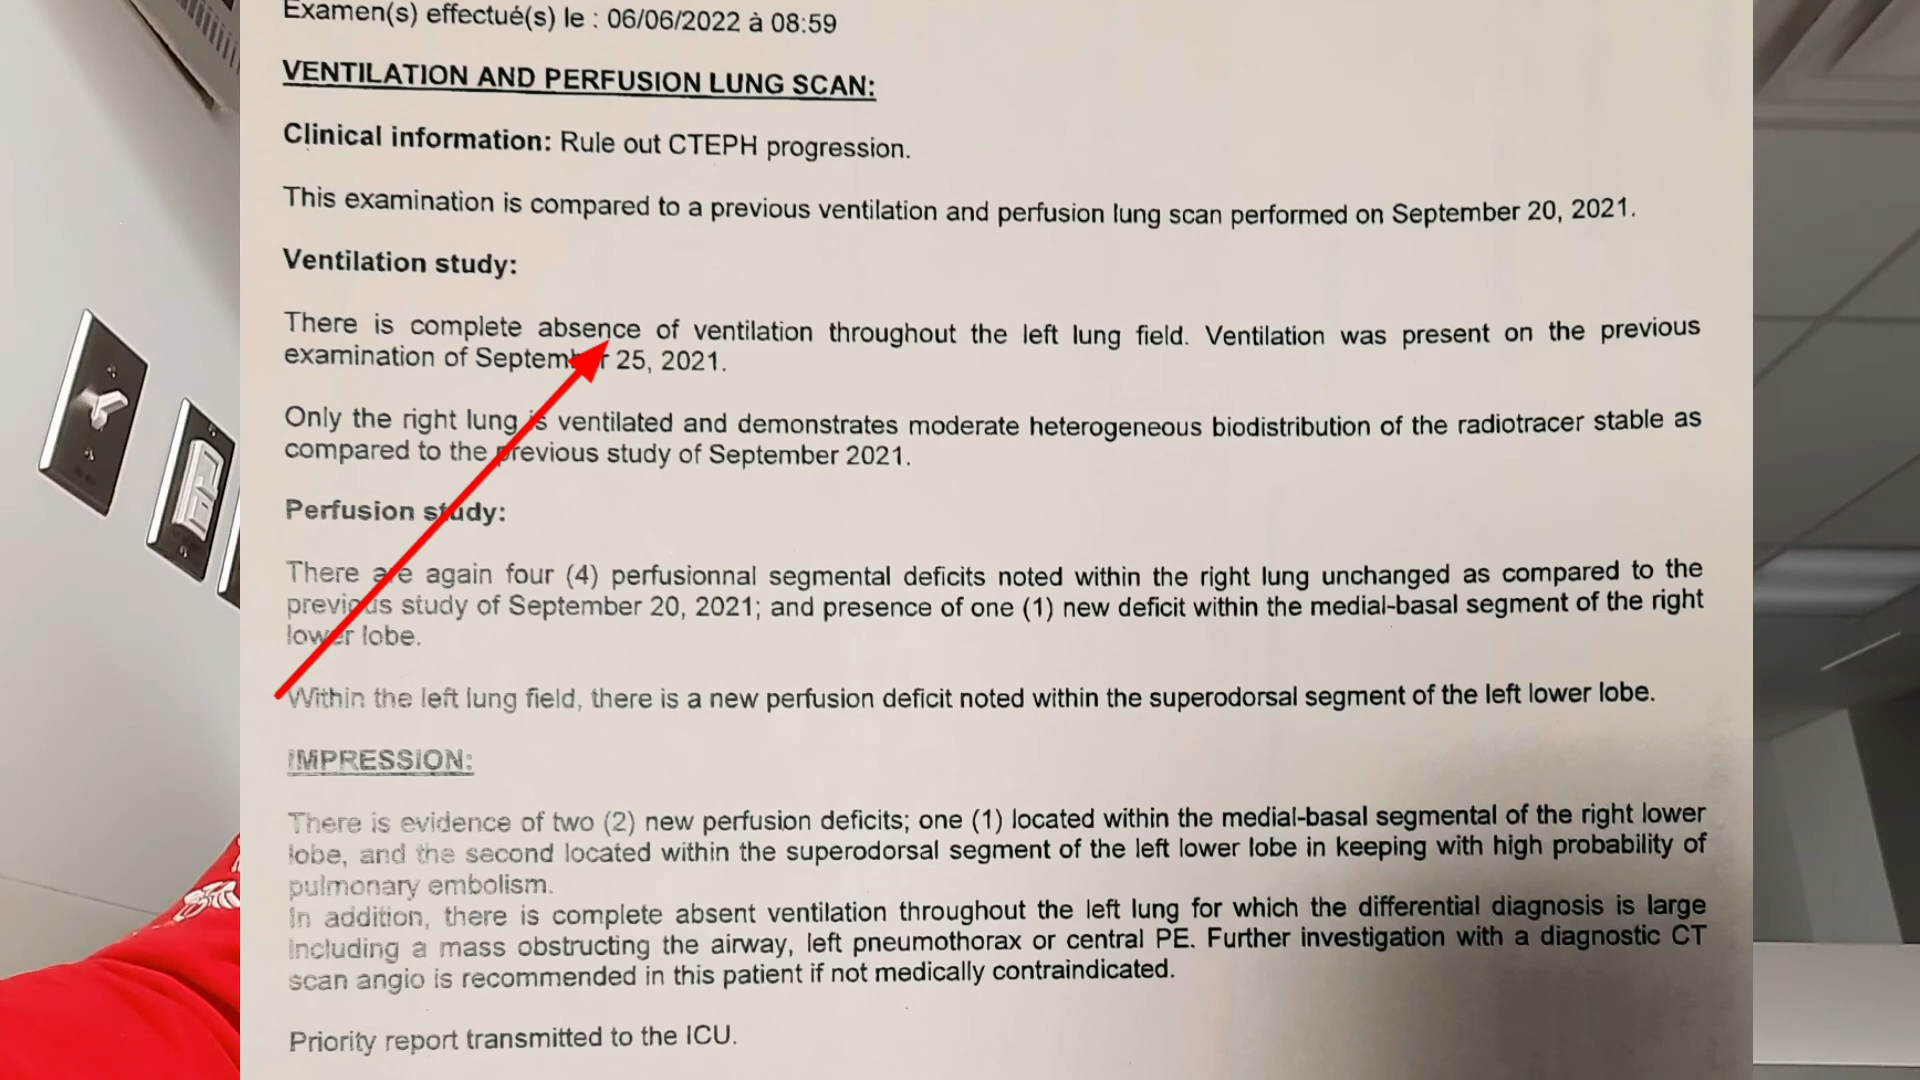 Examen(s) effectué(s) le : 06/06/2022 à 08:59
VENTILATION AND PERFUSION LUNG SCAN:
Clinical information: Rule out CTEPH progression.
This examination is compared to a previous ventilation and perfusion lung scan performed on September 20, 2021.
Ventilation study:
There is complete absence of ventilation throughout the left lung field. Ventilation was present on the previous
examination of September 25, 2021.
Only the right lung is ventilated and demonstrates moderate heterogeneous biodistribution of the radiotracer stable as
compared to the previous study of September 2021.
Perfusion study:
There are again four (4) perfusionnal segmental deficits noted within the right lung unchanged as compared to the
previous study of September 20, 2021; and presence of one (1) new deficit within the medial-basal segment of the right
lower lobe.
Within the left lung field, there is a new perfusion deficit noted within the superodorsal segment of the left lower lobe.
IMPRESSION:
There is evidence of two (2) new perfusion deficits; one (1) located within the medial-basal segmental of the right lower
lobe, and the second located within the superodorsal segment of the left lower lobe in keeping with high probability of
pulmonary embolism.
In addition, there is complete absent ventilation throughout the left lung for which the differential diagnosis is large
including a mass obstructing the airway, left pneumothorax or central PE. Further investigation with a diagnostic CT
scan angio is recommended in this patient if not medically contraindicated.
Priority report transmitted to the ICU.